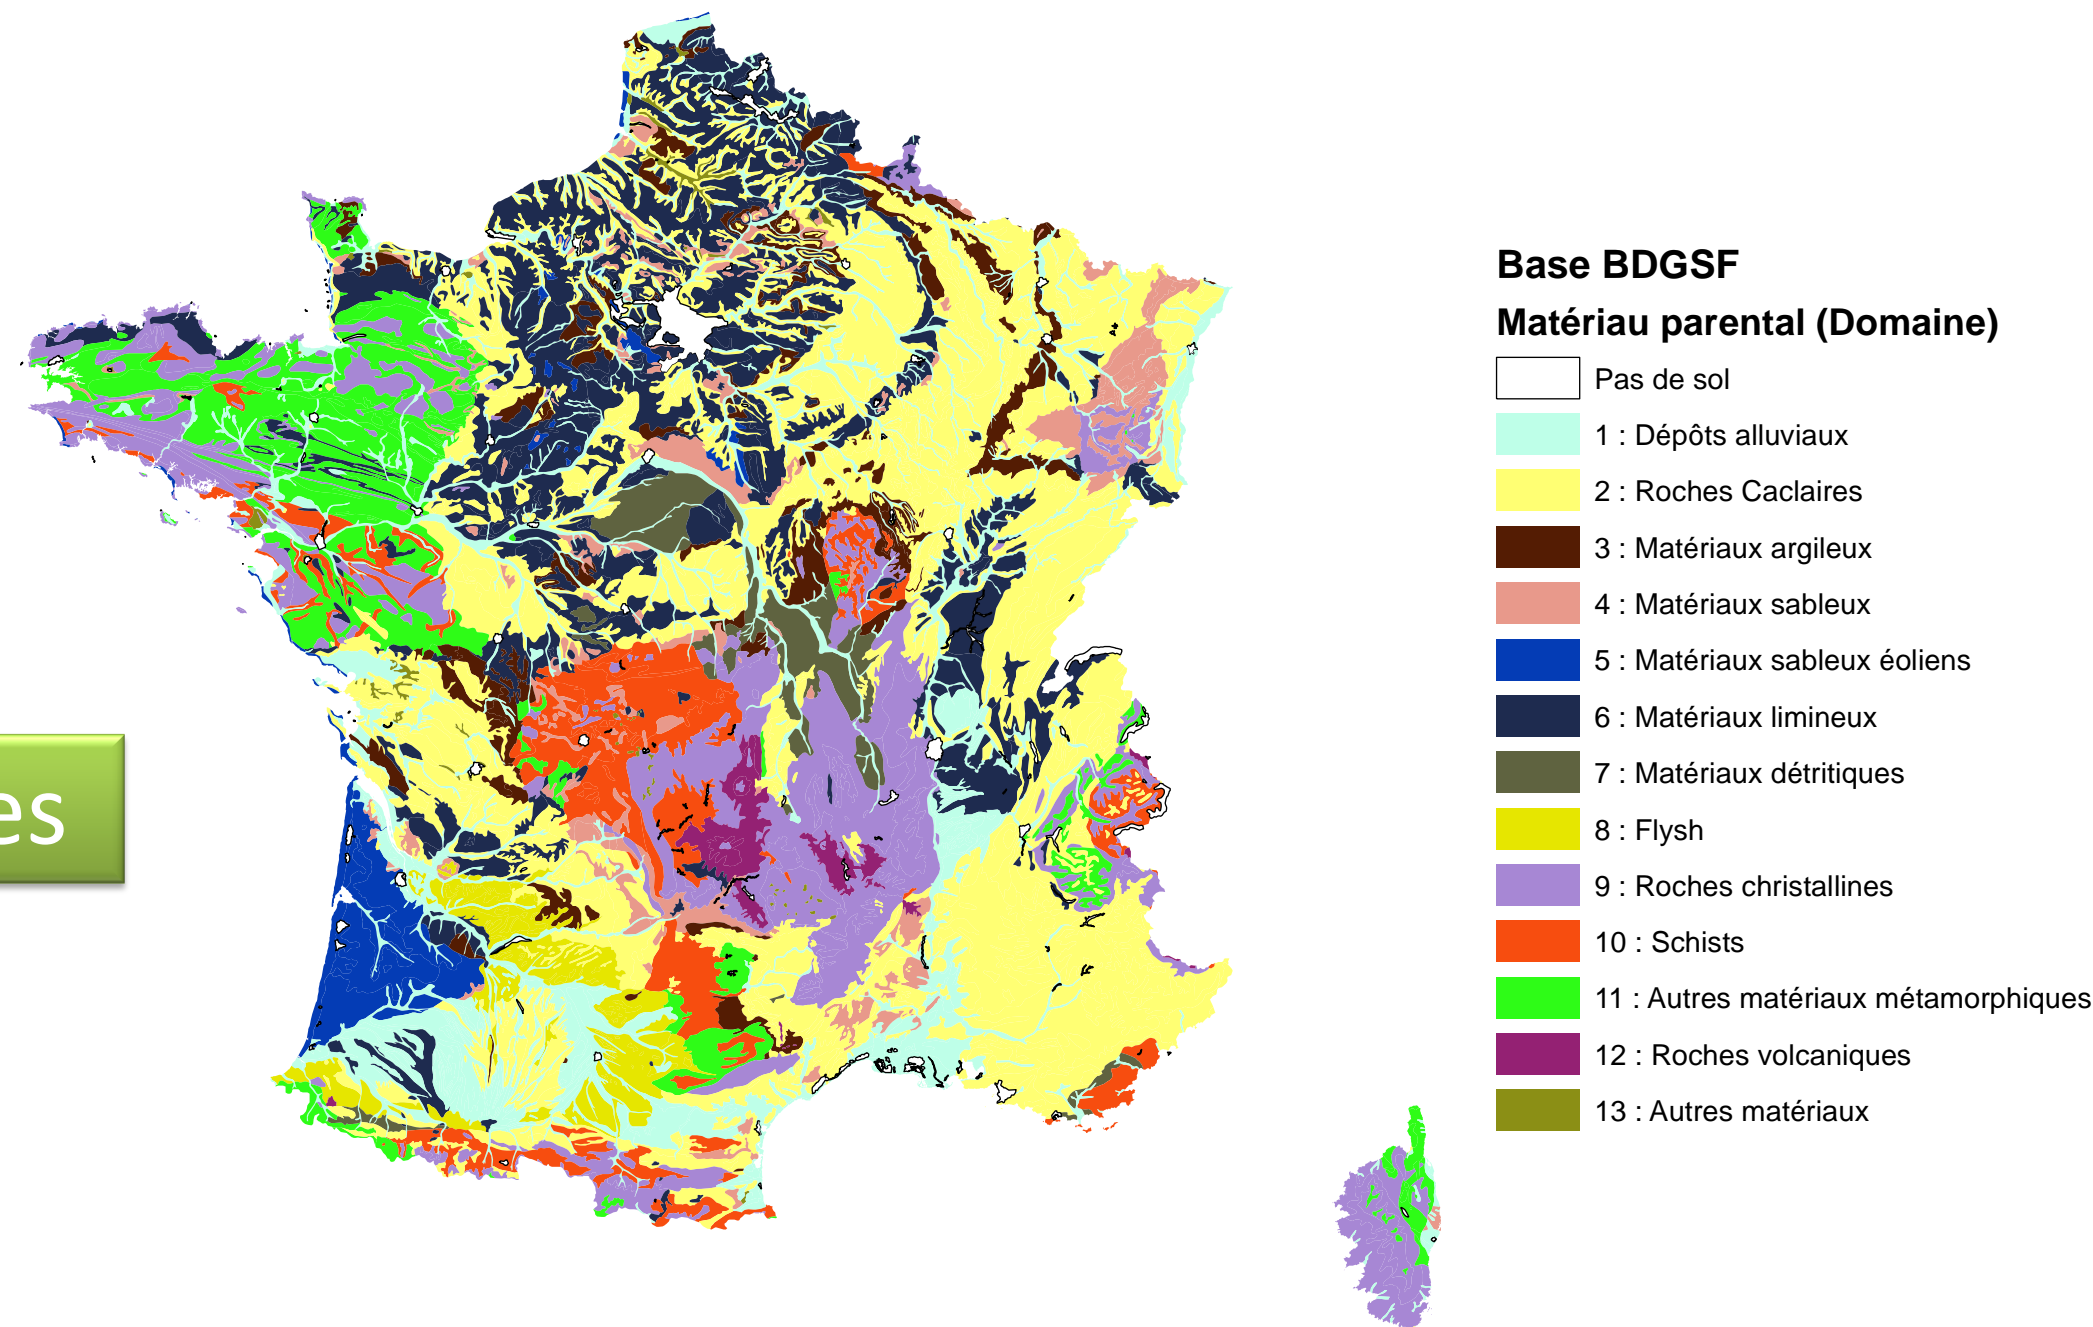 Base BDGSF
Matériau parental (Domaine)
Pas de sol
1 : Dépôts alluviaux
2 : Roches Caclaires
3 : Matériaux argileux
4 : Matériaux sableux
5 : Matériaux sableux éoliens
6 : Matériaux limineux
7 : Matériaux détritiques
8 : Flysh
9 : Roches christallines
10 : Schists
11 : Autres matériaux métamorphiques
12 : Roches volcaniques
13 : Autres matériaux
es